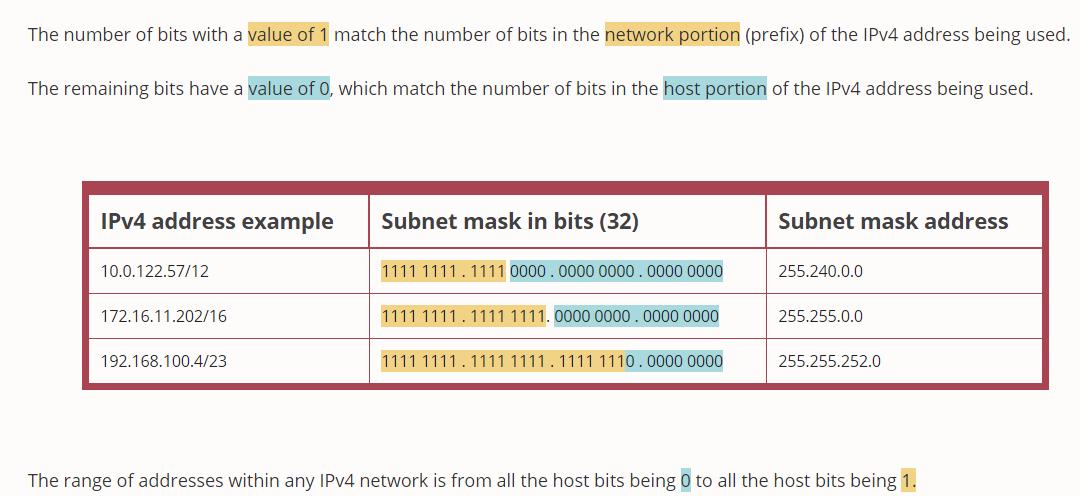 The number of bits with a value of 1 match the number of bits in the network portion (prefix) of the IPv4 address being used.
The remaining bits have a value of 0, which match the number of bits in the host portion of the IPv4 address being used.
IPv4 address example Subnet mask in bits (32) Subnet mask address
10.0.122.57/12 1111 1111 . 1111 0000 . 0000 0000 . 0000 0000 255.240.0.0
172.16.11.202/16 1111 1111 . 1111 1111. 0000 0000 . 0000 0000 255.255.0.0
192.168.100.4/23 1111 1111 . 1111 1111 . 1111 1110 . 0000 0000 255.255.252.0
The range of addresses within any IPv4 network is from all the host bits being 0 to all the host bits being 1.